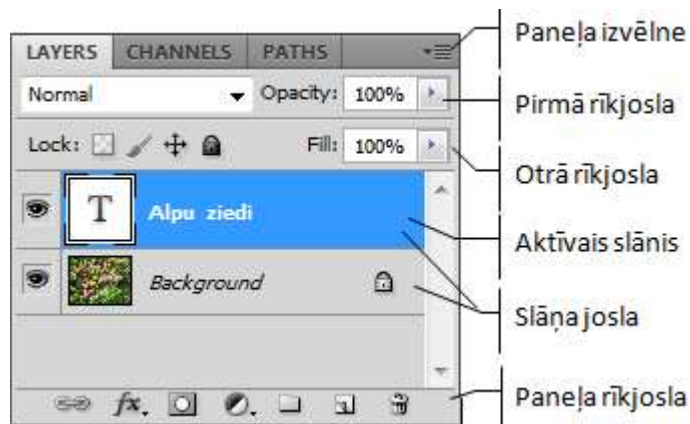 Paneļa izvēlne
LAYERS CHANNELS PATHS
Normal Opacity: 100%
Pirmā rīkjosla
Lock: Fill: 100%
Otrā rīkjosla
T Alpu ziedi
Aktīvais slānis
Background
Slāņa josla
fx.
Paneļa rīkjosla